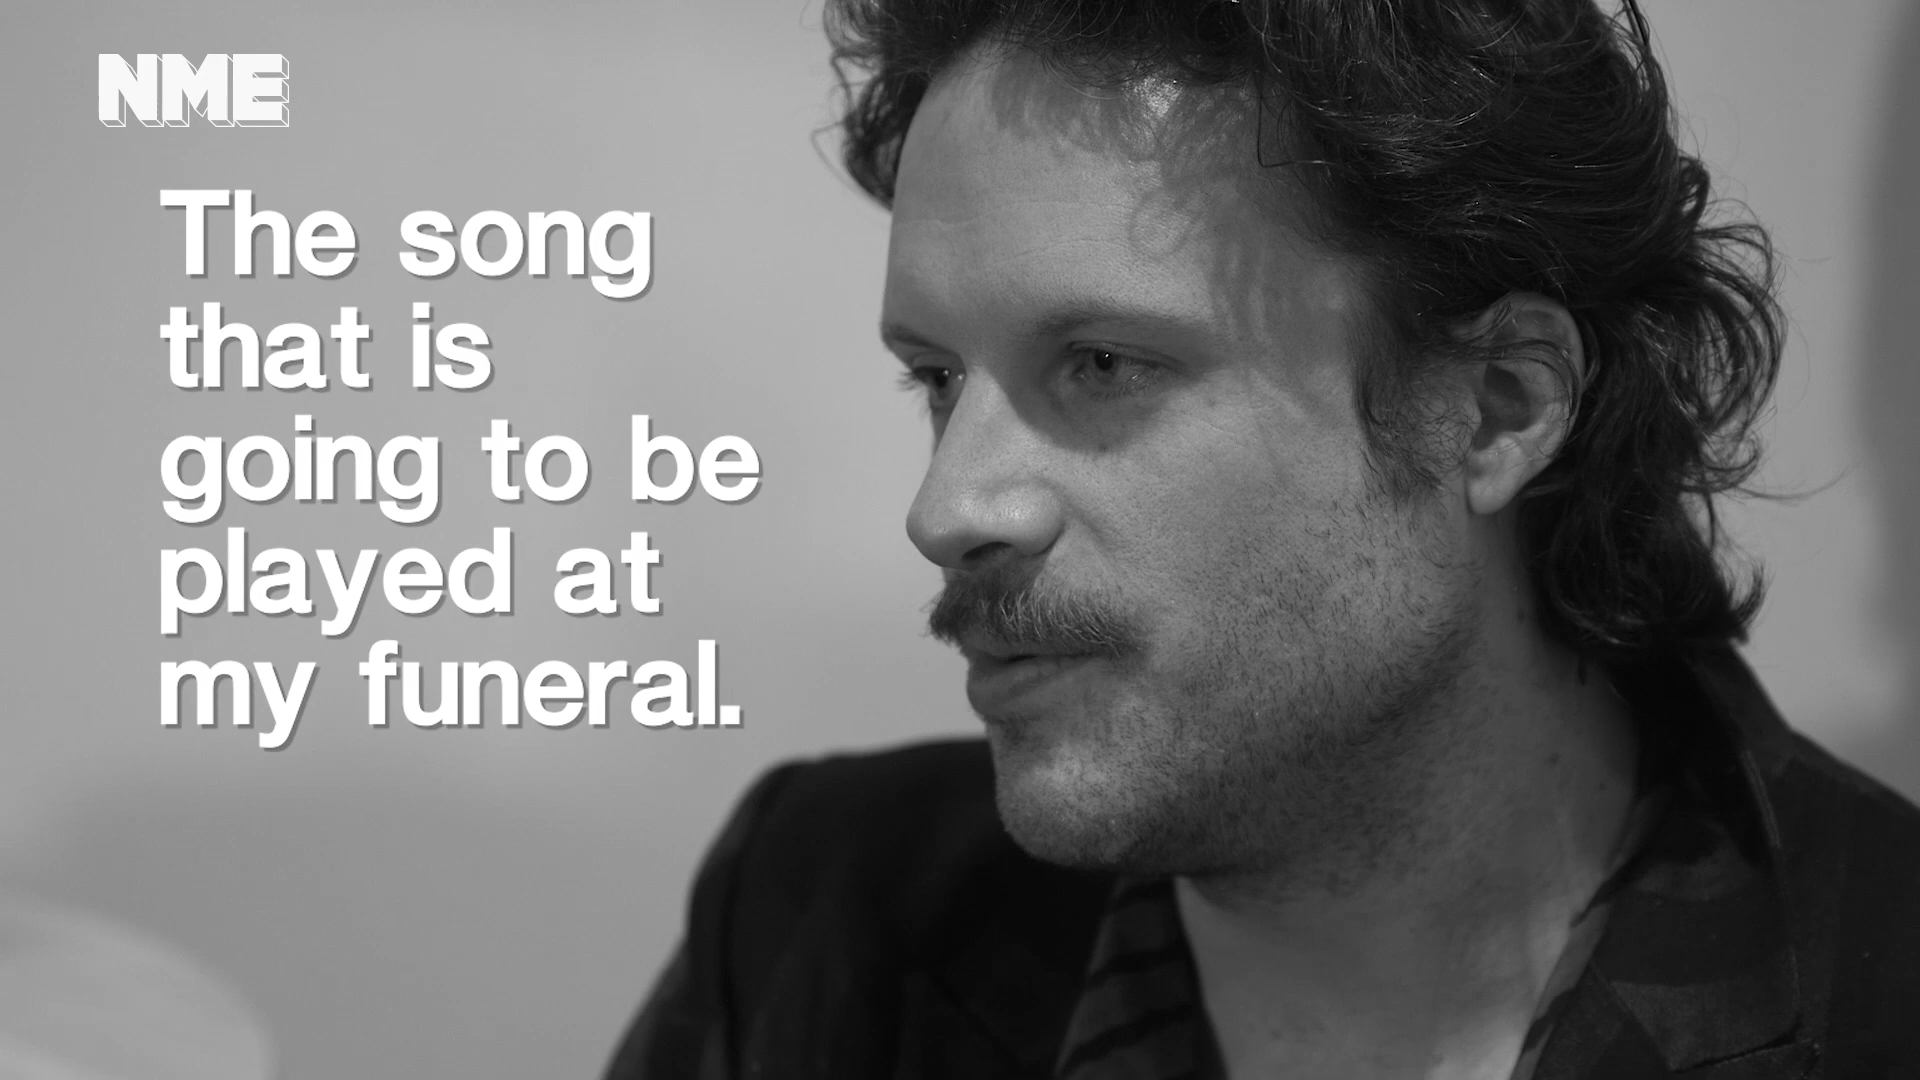 NME
The song
that is
going to be
played at
my funeral.